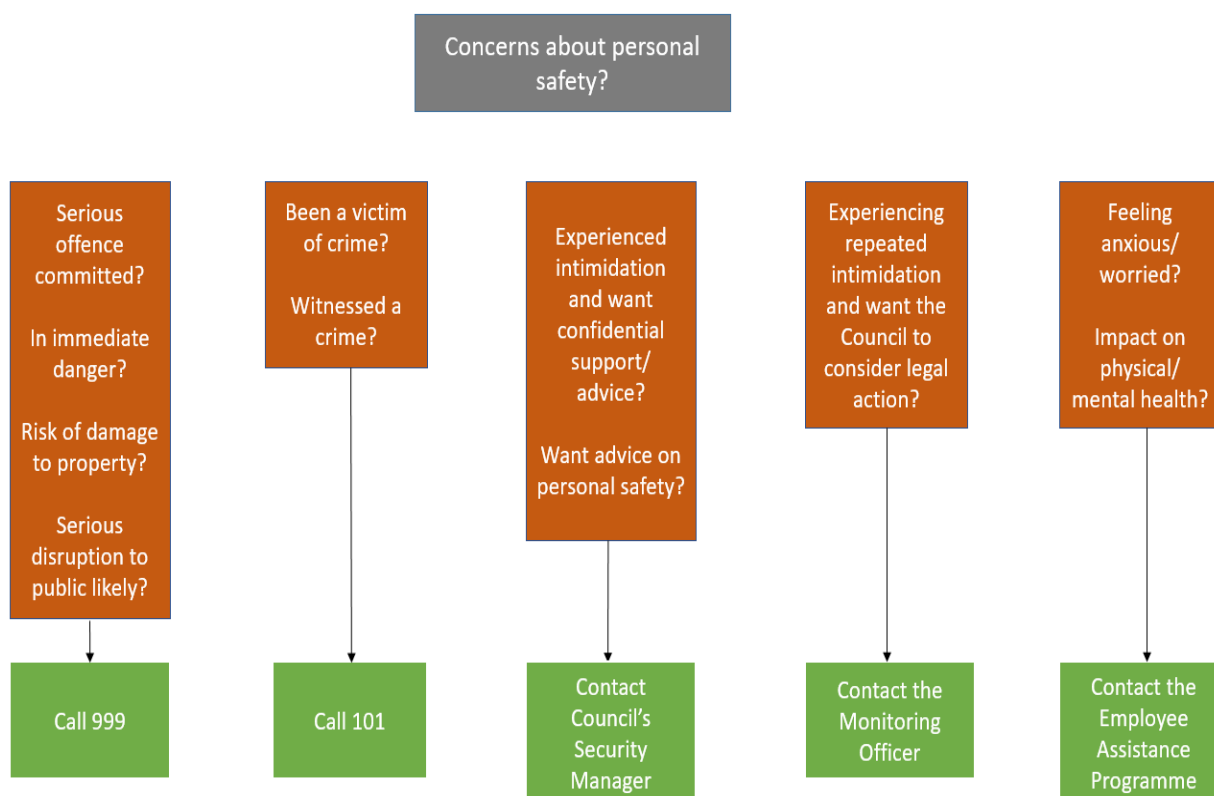 Concerns about personal
safety?
Serious
offence
committed?
In immediate
danger?
Risk of damage
to property?
Serious
disruption to
public likely?
Been a victim
of crime?
Witnessed a
crime?
Experienced
intimidation
and want
confidential
support/
advice?
Want advice on
personal safety?
Experiencing
repeated
intimidation
and want the
Council to
consider legal
action?
Feeling
anxious/
worried?
Impact on
physical/
mental health?
Call 999
Call 101
Contact
Council’s
Security
Manager
Contact the
Monitoring
Officer
Contact the
Employee
Assistance
Programme